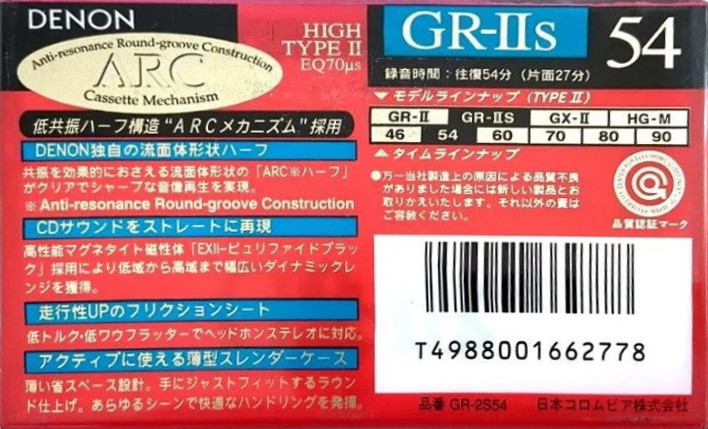 DENON
Anti-resonance Round-groove Construction
ARC
Cassette Mechanism
HIGH
TYPE II
EQ70μs
低共振ハーフ構造"ARCメカニズム"採用
DENON独自の流面体形状ハーフ
共振を効果的におさえる流面体形状の「ARC※ハーフ」
がクリアでシャープな音像再生を実現。
※Anti-resonance Round-groove Construction
CDサウンドをストレートに再現
高性能マグネタイト磁性体「EXII−ピュリファイドブラッ
ク」採用により低域から高域まで幅広いダイナミックレ
ンジを獲得。
走行性UPのフリクションシート
低トルク・低ワウフラッターでヘッドホンステレオに対応。
アクティブに使える薄型スレンダーケース
薄い省スペース設計。手にジャストフィットするラウン
ド仕上げ。あらゆるシーンで快適なハンドリングを発揮。
GR-IIs
54
録音時間:往復54分(片面27分)
▼モデルラインナップ(TYPE II)
GR-II GR-IIS GX-II HG-M
46 54 60 70 80 90
▲タイムラインナップ
●万一当社製造上の原因による品質不良
がありました場合には新しい製品とお
取りかえいたします。それ以外の責は
ご容赦ください。
品質認証マーク
T4988001662778
品番 GR-2S54 日本コロムビア株式会社